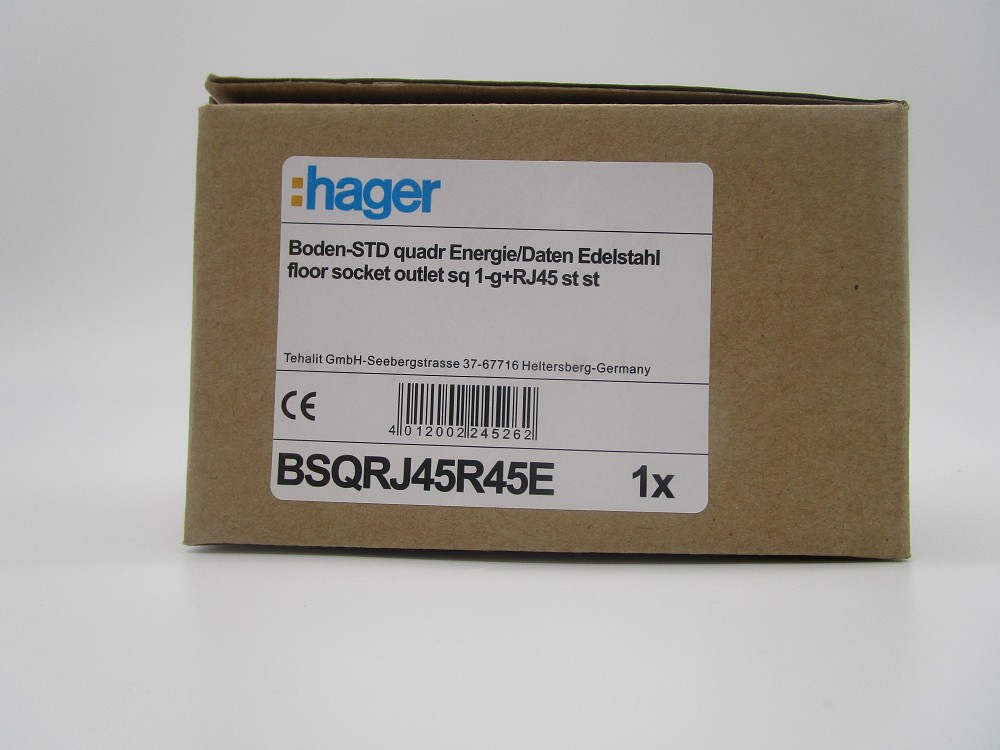 :hager
Boden-STD quadr Energie/Daten Edelstahl
floor socket outlet sq 1-g+RJ45 st st
Tehalit GmbH-Seebergstrasse 37-67716 Heltersberg-Germany
CE
4 012002 245262
BSQRJ45R45E 1x